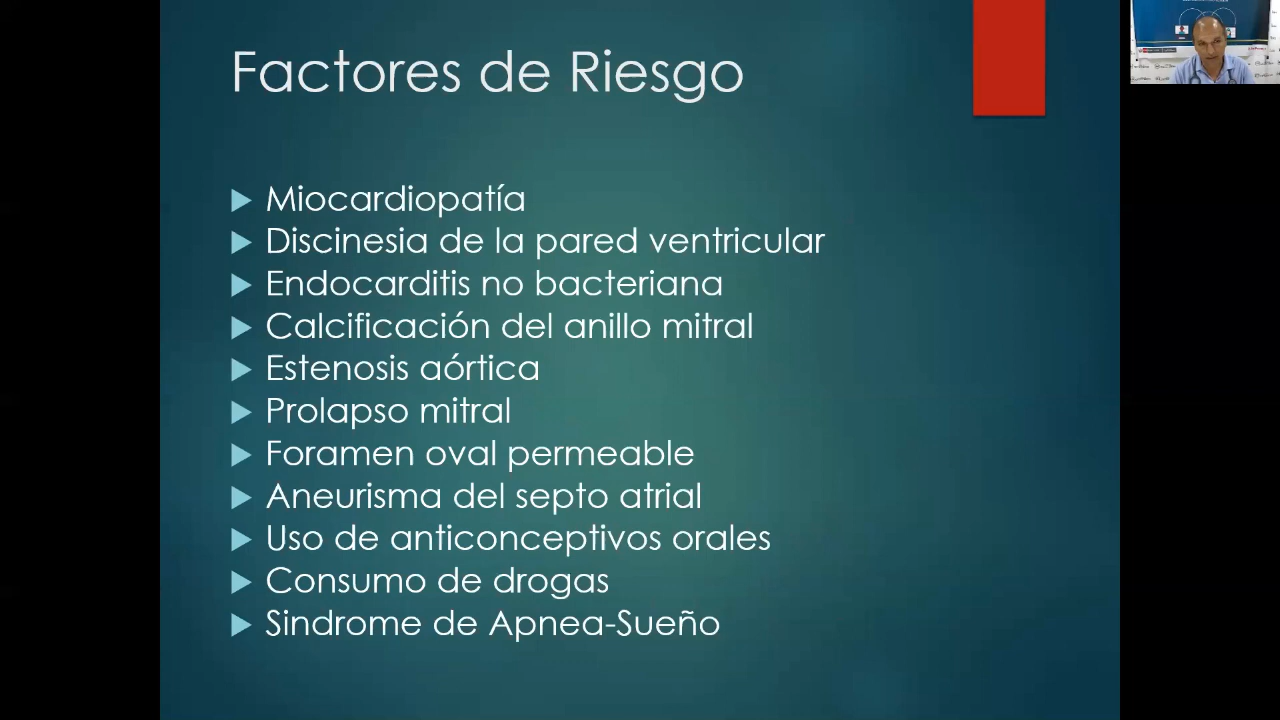 Factores de Riesgo
Miocardiopatía
Discinesia de la pared ventricular
Endocarditis no bacteriana
Calcificación del anillo mitral
Estenosis aórtica
Prolapso mitral
Foramen oval permeable
Aneurisma del septo atrial
Uso de anticonceptivos orales
Consumo de drogas
Sindrome de Apnea-Sueño